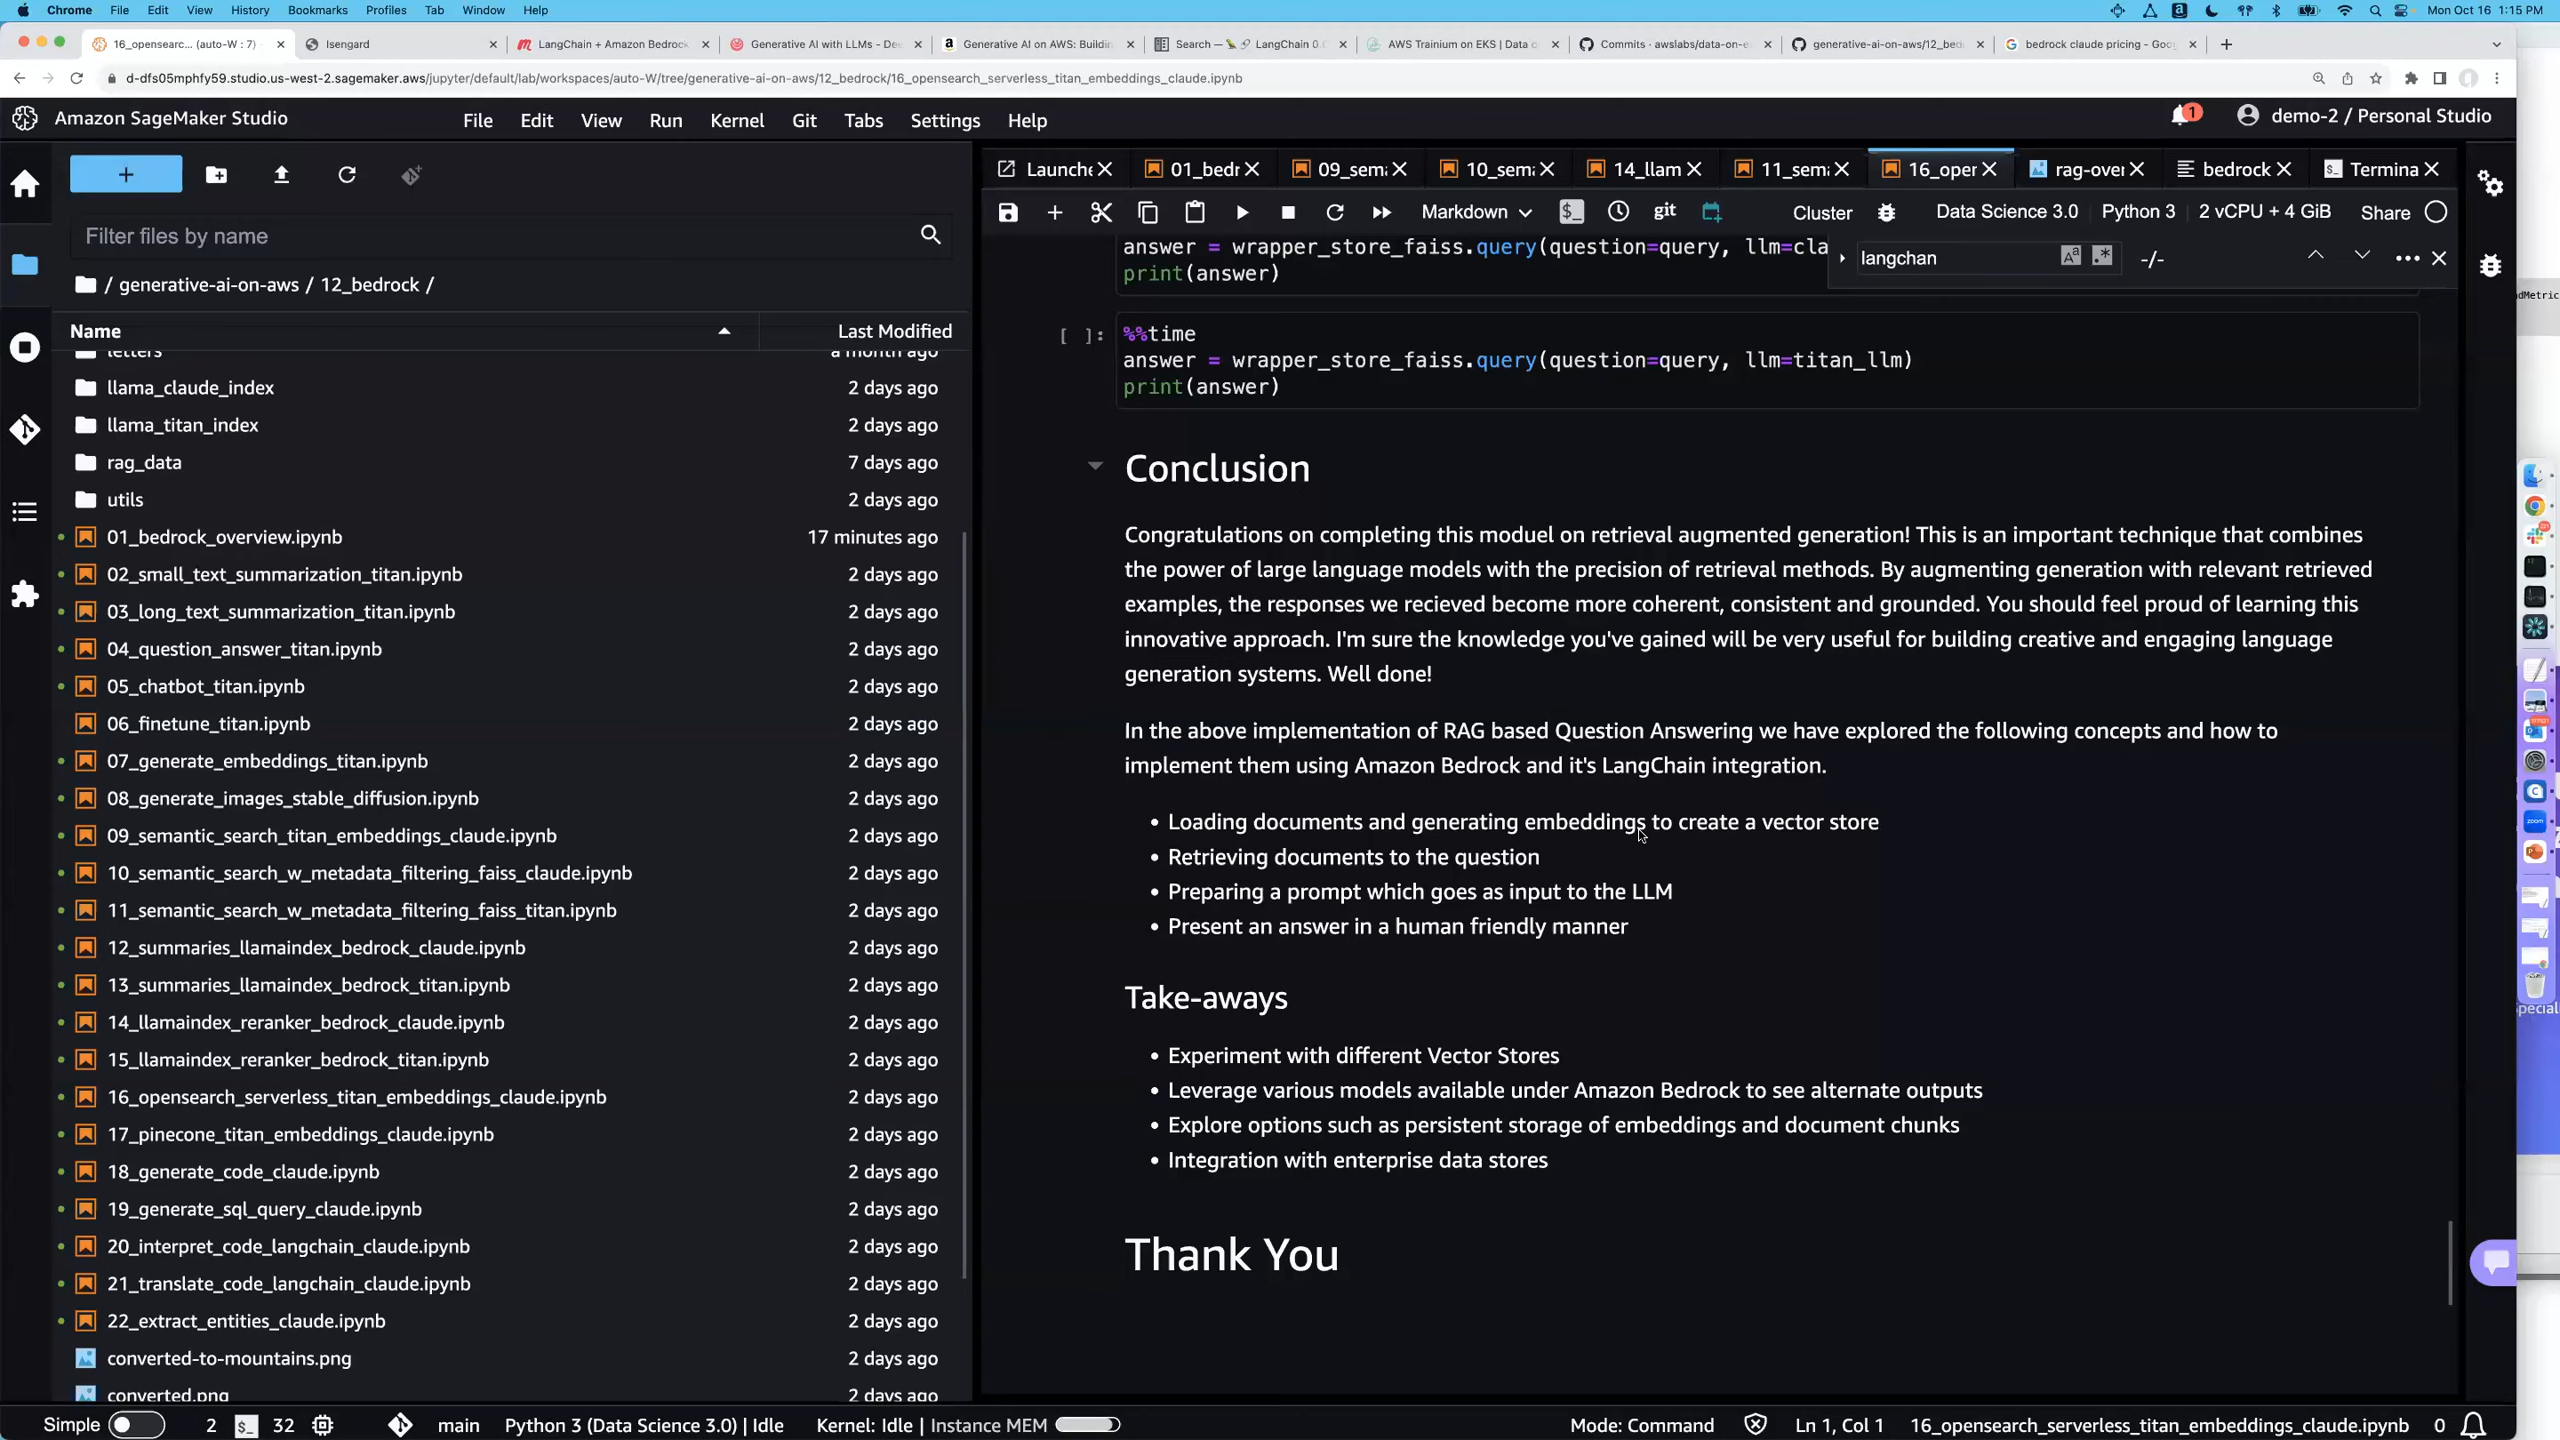 Chrome File Edit View History Bookmarks Profiles Tab Window Help
Mon Oct 16 1:15 PM
16_opensearc... (auto-W : 7)
Isengard
LangChain + Amazon Bedrock
Generative AI with LLMs - De
Generative AI on AWS: Buildin
Search — LangChain 0.
AWS Trainium on EKS | Data o
Commits · awslabs/data-on-e
generative-ai-on-aws/12_bed
bedrock claude pricing - Goo
d-dfs05mphfy59.studio.us-west-2.sagemaker.aws/jupyter/default/lab/workspaces/auto-W/tree/generative-ai-on-aws/12_bedrock/16_opensearch_serverless_titan_embeddings_claude.ipynb
Amazon SageMaker Studio
File Edit View Run Kernel Git Tabs Settings Help
1
demo-2 / Personal Studio
Filter files by name
/ generative-ai-on-aws / 12_bedrock /
Name Last Modified
letters a month ago
llama_claude_index 2 days ago
llama_titan_index 2 days ago
rag_data 7 days ago
utils 2 days ago
01_bedrock_overview.ipynb 17 minutes ago
02_small_text_summarization_titan.ipynb 2 days ago
03_long_text_summarization_titan.ipynb 2 days ago
04_question_answer_titan.ipynb 2 days ago
05_chatbot_titan.ipynb 2 days ago
06_finetune_titan.ipynb 2 days ago
07_generate_embeddings_titan.ipynb 2 days ago
08_generate_images_stable_diffusion.ipynb 2 days ago
09_semantic_search_titan_embeddings_claude.ipynb 2 days ago
10_semantic_search_w_metadata_filtering_faiss_claude.ipynb 2 days ago
11_semantic_search_w_metadata_filtering_faiss_titan.ipynb 2 days ago
12_summaries_llamaindex_bedrock_claude.ipynb 2 days ago
13_summaries_llamaindex_bedrock_titan.ipynb 2 days ago
14_llamaindex_reranker_bedrock_claude.ipynb 2 days ago
15_llamaindex_reranker_bedrock_titan.ipynb 2 days ago
16_opensearch_serverless_titan_embeddings_claude.ipynb 2 days ago
17_pinecone_titan_embeddings_claude.ipynb 2 days ago
18_generate_code_claude.ipynb 2 days ago
19_generate_sql_query_claude.ipynb 2 days ago
20_interpret_code_langchain_claude.ipynb 2 days ago
21_translate_code_langchain_claude.ipynb 2 days ago
22_extract_entities_claude.ipynb 2 days ago
converted-to-mountains.png 2 days ago
converted.png 2 days ago
Launche 01_bedr 09_sema 10_sema 14_llam 11_sema 16_oper rag-over bedrock Termina
Markdown git Cluster Data Science 3.0 Python 3 2 vCPU + 4 GiB Share
langchan -/-
answer = wrapper_store_faiss.query(question=query, llm=cla
print(answer)
[ ]: %%time
answer = wrapper_store_faiss.query(question=query, llm=titan_llm)
print(answer)
Conclusion
Congratulations on completing this moduel on retrieval augmented generation! This is an important technique that combines
the power of large language models with the precision of retrieval methods. By augmenting generation with relevant retrieved
examples, the responses we recieved become more coherent, consistent and grounded. You should feel proud of learning this
innovative approach. I'm sure the knowledge you've gained will be very useful for building creative and engaging language
generation systems. Well done!
In the above implementation of RAG based Question Answering we have explored the following concepts and how to
implement them using Amazon Bedrock and it's LangChain integration.
• Loading documents and generating embeddings to create a vector store
• Retrieving documents to the question
• Preparing a prompt which goes as input to the LLM
• Present an answer in a human friendly manner
Take-aways
• Experiment with different Vector Stores
• Leverage various models available under Amazon Bedrock to see alternate outputs
• Explore options such as persistent storage of embeddings and document chunks
• Integration with enterprise data stores
Thank You
adMetric
pecial
Simple 2 32 main Python 3 (Data Science 3.0) | Idle Kernel: Idle | Instance MEM
Mode: Command Ln 1, Col 1 16_opensearch_serverless_titan_embeddings_claude.ipynb 0